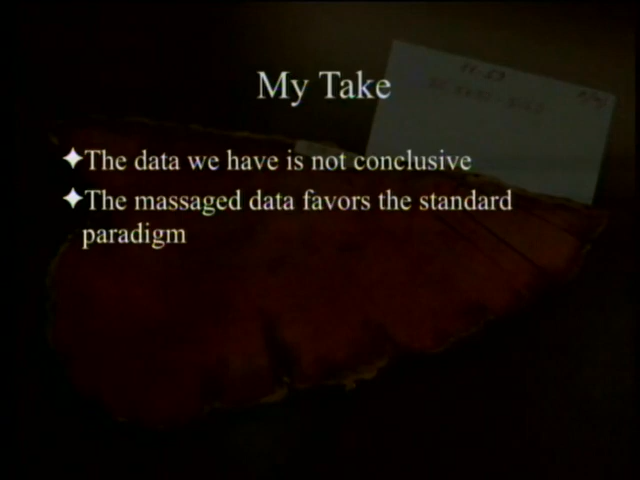 My Take
The data we have is not conclusive
The massaged data favors the standard
paradigm